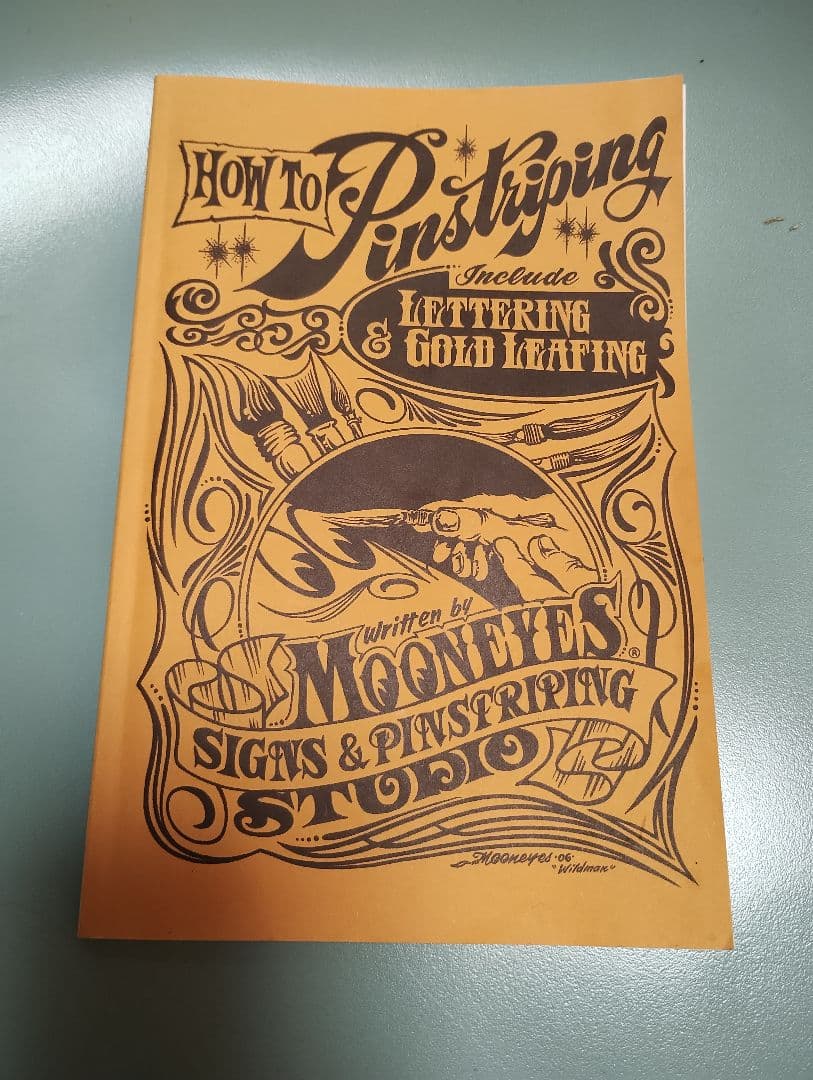 HOW TO Pinstriping
Include
LETTERING
& GOLD LEAFING
written by
MOONEYES®
SIGNS & PINSTRIPING
STUDIO
Mooneyes •06•
"Wildman"